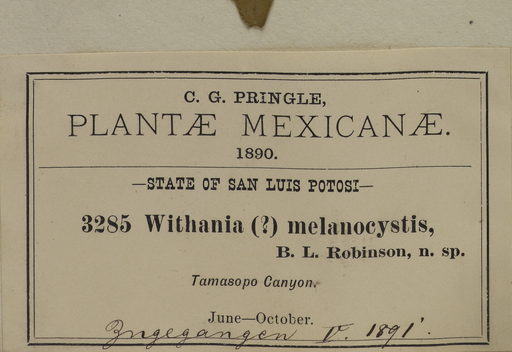 C. G. PRINGLE,
PLANTÆ MEXICANÆ.
1890.
—STATE OF SAN LUIS POTOSI—
3285 Withania (?) melanocystis,
B. L. Robinson, n. sp.
Tamasopo Canyon.
June—October.
Zugegangen V. 1891.